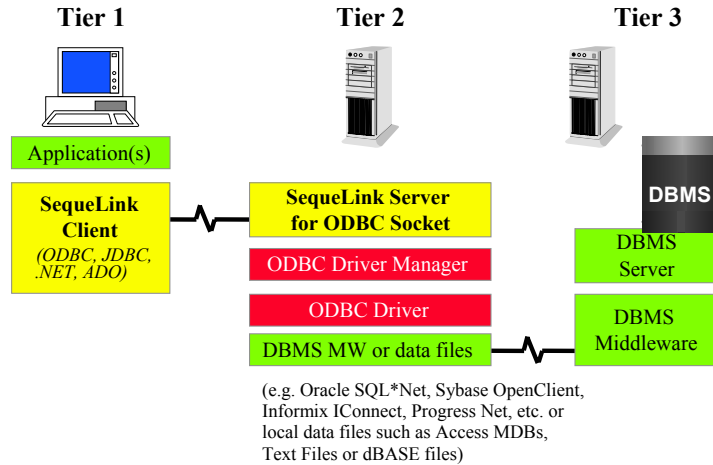 Tier 1
Tier 2
Tier 3
Application(s)
SequeLink
Client
(ODBC, JDBC,
.NET, ADO)
SequeLink Server
for ODBC Socket
ODBC Driver Manager
ODBC Driver
DBMS MW or data files
(e.g. Oracle SQL*Net, Sybase OpenClient,
Informix IConnect, Progress Net, etc. or
local data files such as Access MDBs,
Text Files or dBASE files)
DBMS
DBMS
Server
DBMS
Middleware